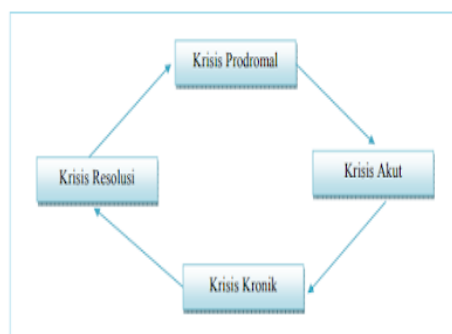 Krisis Prodromal
Krisis Akut
Krisis Resolusi
Krisis Kronik